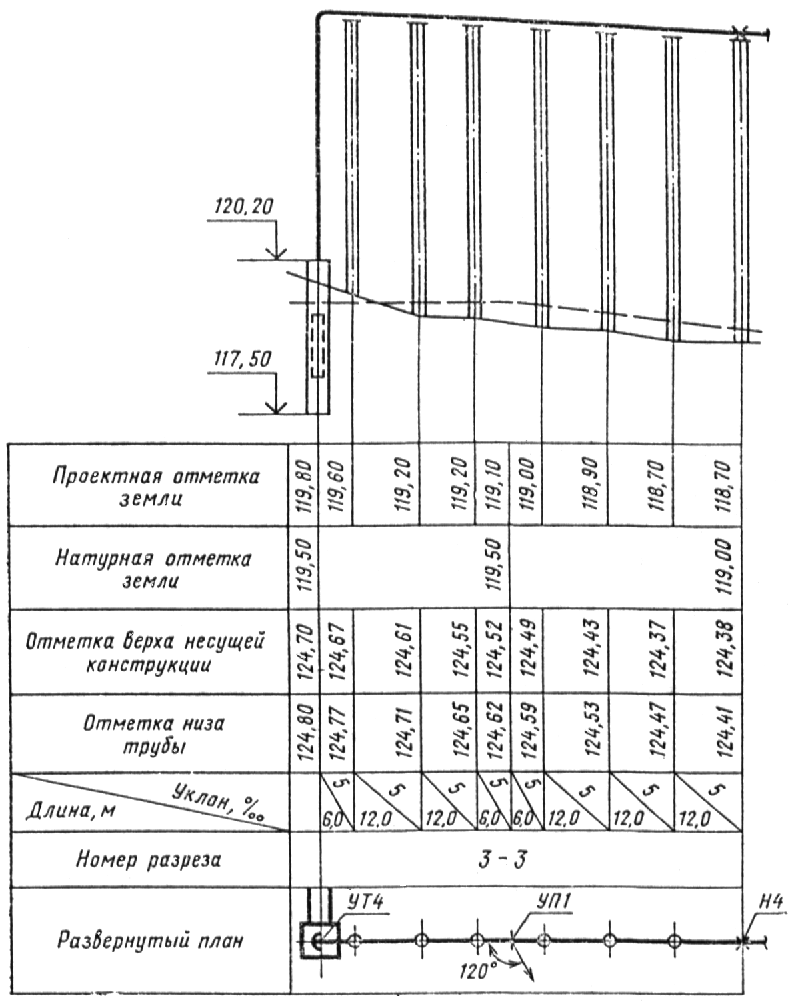 120,20
117,50
Проектная отметка
земли
119,80 119,60 119,20 119,20 119,10 119,00 118,90 118,70 118,70
Натурная отметка
земли
119,50 119,50 119,00
Отметка верха несущей
конструкции
124,70 124,67 124,61 124,55 124,52 124,49 124,43 124,37 124,38
Отметка низа
трубы
124,80 124,77 124,71 124,65 124,62 124,59 124,53 124,47 124,41
Уклон, ‰
5 5 5 5 5 5 5 5
Длина, м
6,0 12,0 12,0 6,0 6,0 12,0 12,0 12,0
Номер разреза
3-3
Развернутый план
УТ4 УП1 Н4
120°